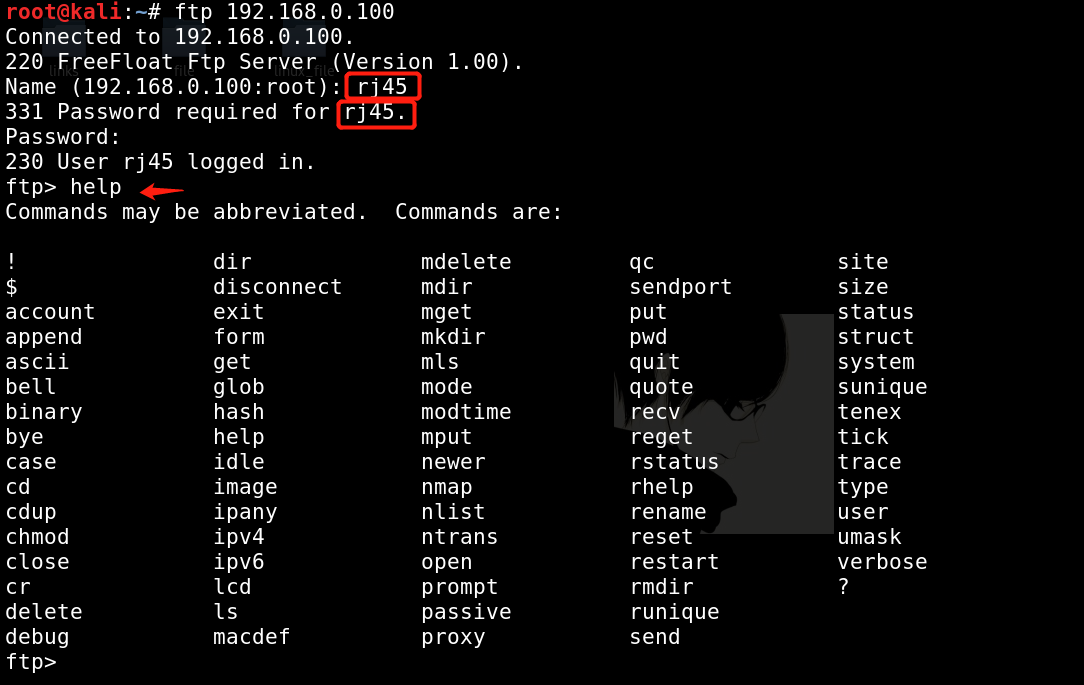 root@kali:~# ftp 192.168.0.100
Connected to 192.168.0.100.
220 FreeFloat Ftp Server (Version 1.00).
links file linux_file
Name (192.168.0.100:root): rj45
331 Password required for rj45.
Password:
230 User rj45 logged in.
ftp> help
Commands may be abbreviated.  Commands are:
! dir mdelete qc site
$ disconnect mdir sendport size
account exit mget put status
append form mkdir pwd struct
ascii get mls quit system
bell glob mode quote sunique
binary hash modtime recv tenex
bye help mput reget tick
case idle newer rstatus trace
cd image nmap rhelp type
cdup ipany nlist rename user
chmod ipv4 ntrans reset umask
close ipv6 open restart verbose
cr lcd prompt rmdir ?
delete ls passive runique
debug macdef proxy send
ftp>